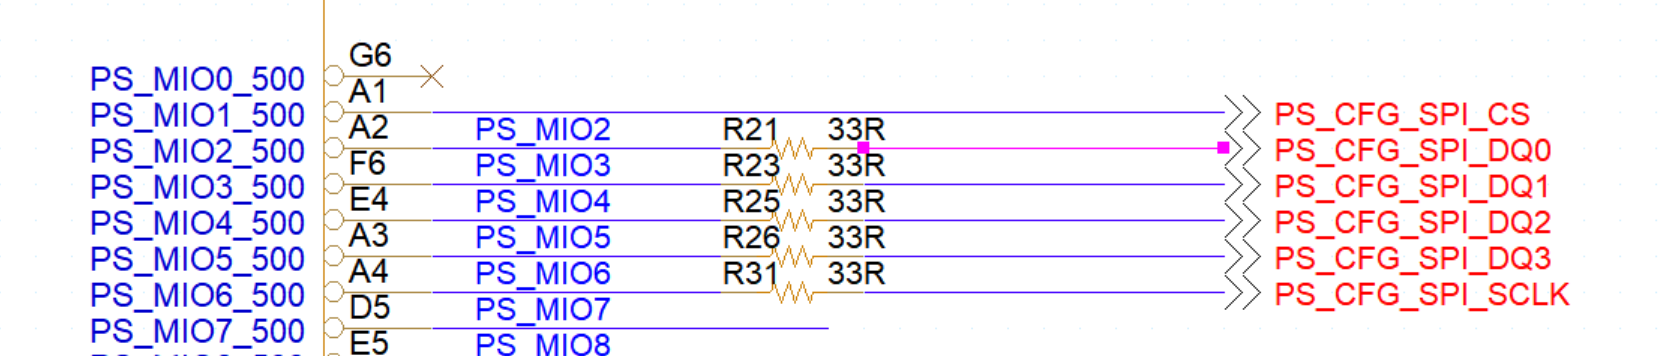 G6
PS_MIO0_500
A1
PS_MIO1_500 PS_CFG_SPI_CS
A2 PS_MIO2 R21 33R
PS_MIO2_500 PS_CFG_SPI_DQ0
F6 PS_MIO3 R23 33R
PS_MIO3_500 PS_CFG_SPI_DQ1
E4 PS_MIO4 R25 33R
PS_MIO4_500 PS_CFG_SPI_DQ2
A3 PS_MIO5 R26 33R
PS_MIO5_500 PS_CFG_SPI_DQ3
A4 PS_MIO6 R31 33R
PS_MIO6_500 PS_CFG_SPI_SCLK
D5 PS_MIO7
PS_MIO7_500
E5 PS_MIO8